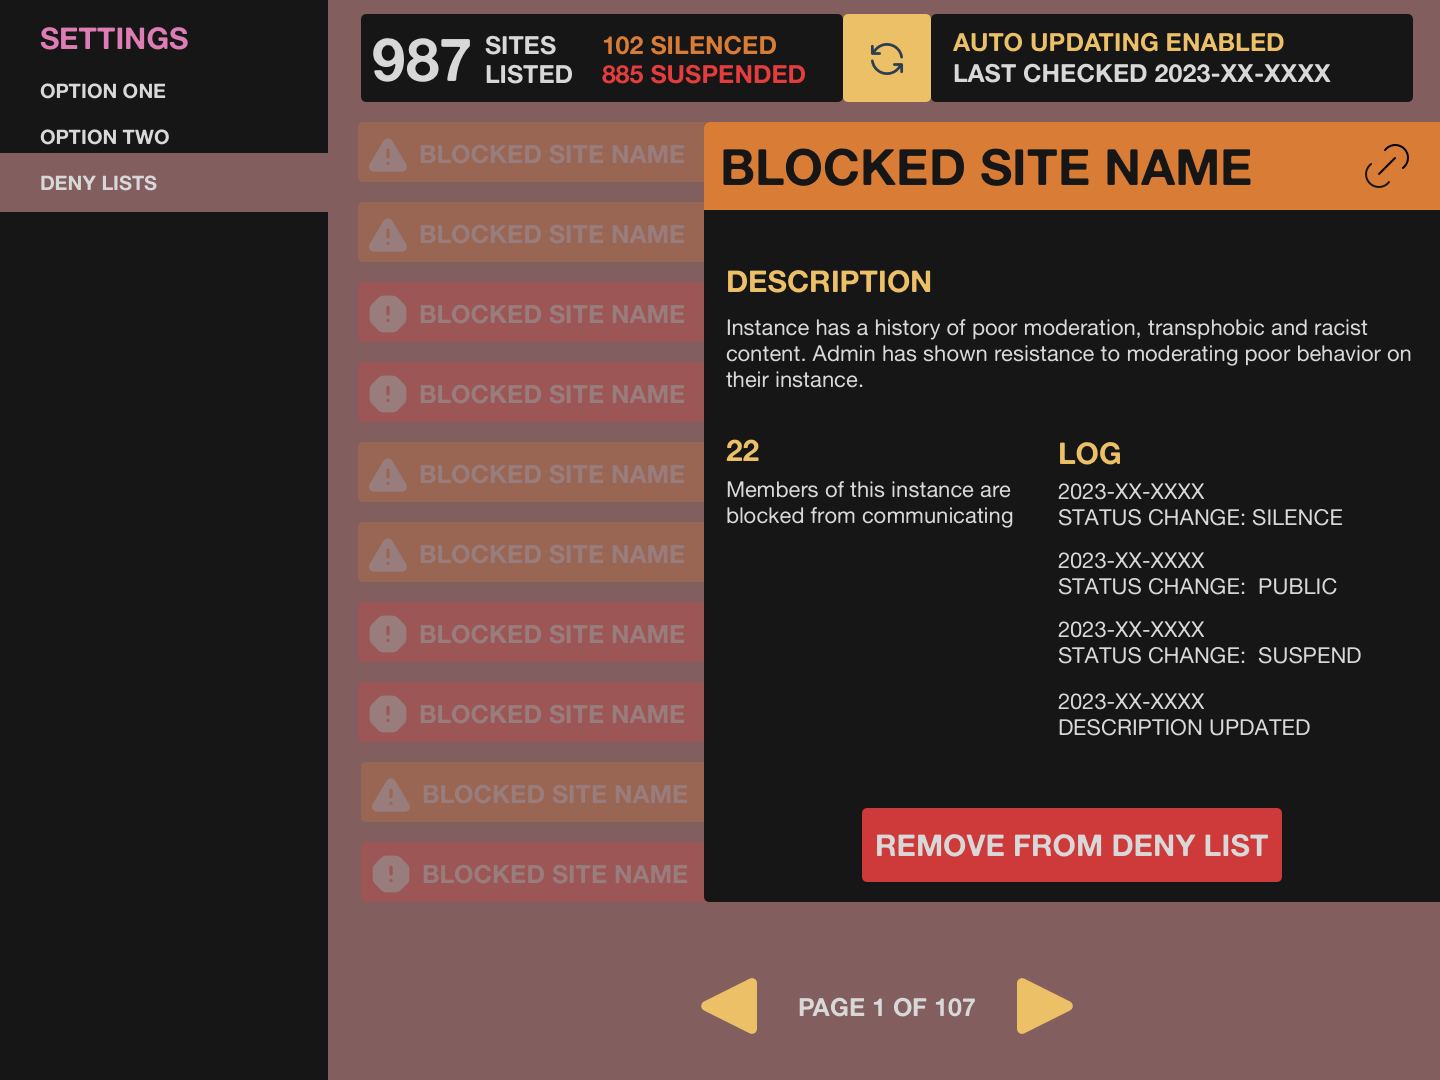 SETTINGS
OPTION ONE
OPTION TWO
DENY LISTS
987
SITES
LISTED
102 SILENCED
885 SUSPENDED
AUTO UPDATING ENABLED
LAST CHECKED 2023-XX-XXXX
BLOCKED SITE NAME
BLOCKED SITE NAME
BLOCKED SITE NAME
BLOCKED SITE NAME
BLOCKED SITE NAME
BLOCKED SITE NAME
BLOCKED SITE NAME
BLOCKED SITE NAME
BLOCKED SITE NAME
BLOCKED SITE NAME
BLOCKED SITE NAME
DESCRIPTION
Instance has a history of poor moderation, transphobic and racist
content. Admin has shown resistance to moderating poor behavior on
their instance.
22
Members of this instance are
blocked from communicating
LOG
2023-XX-XXXX
STATUS CHANGE: SILENCE
2023-XX-XXXX
STATUS CHANGE:  PUBLIC
2023-XX-XXXX
STATUS CHANGE:  SUSPEND
2023-XX-XXXX
DESCRIPTION UPDATED
REMOVE FROM DENY LIST
PAGE 1 OF 107